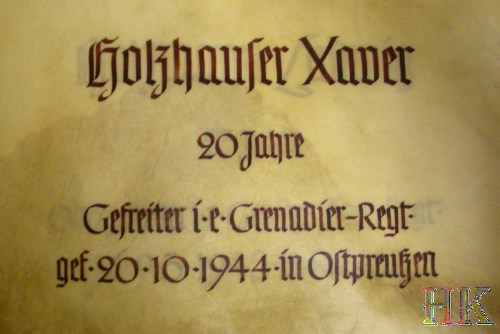 Holzhauser Xaver
20 Jahre
Gefreiter i·e·Grenadier-Regt·
gef·20·10·1944·in Ostpreußen
HK